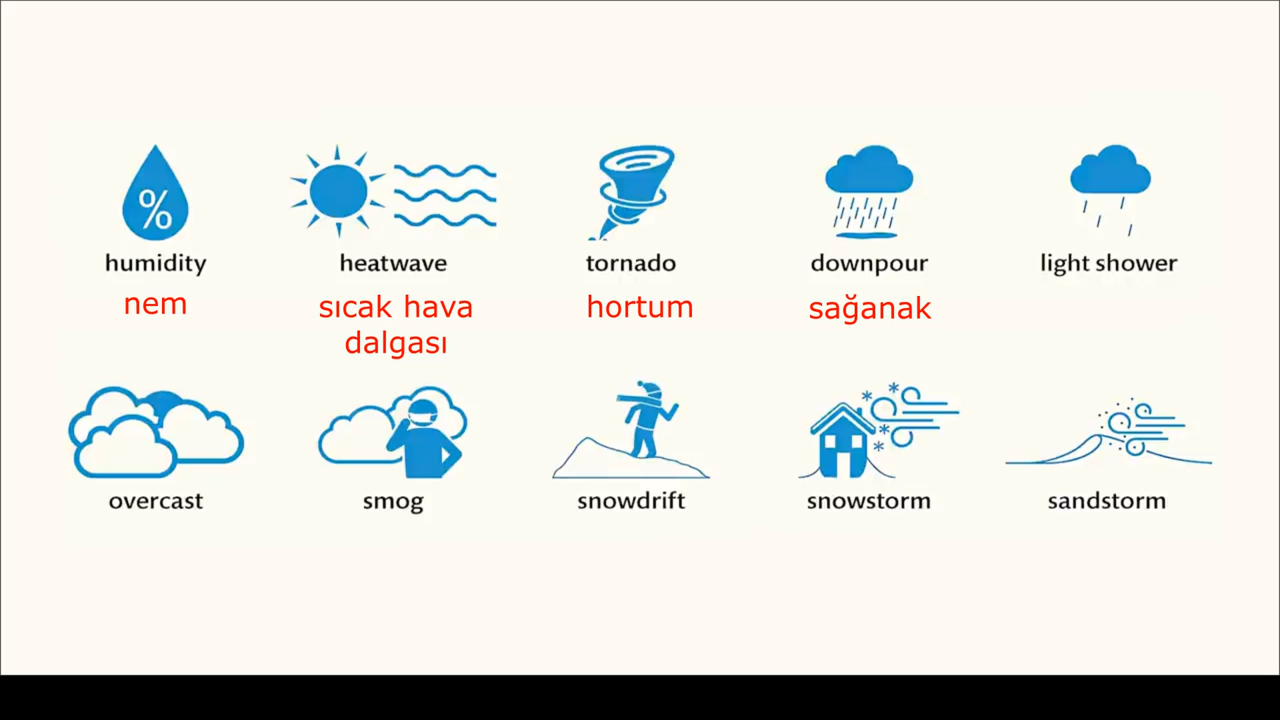 %
humidity heatwave tornado downpour light shower
nem sıcak hava dalgası hortum sağanak
overcast smog snowdrift snowstorm sandstorm